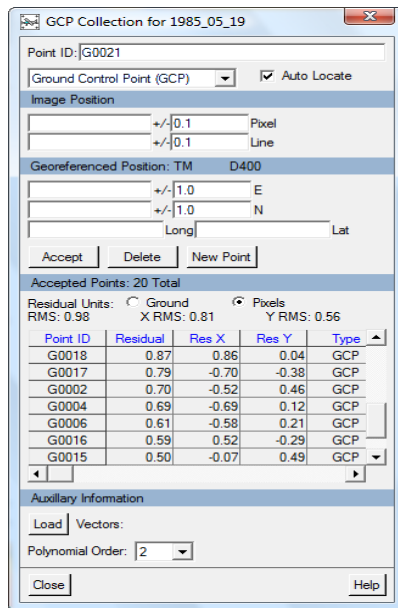 GCP Collection for 1985_05_19
Point ID: G0021
Ground Control Point (GCP) Auto Locate
Image Position
+/- 0.1 Pixel
+/- 0.1 Line
Georeferenced Position: TM D400
+/- 1.0 E
+/- 1.0 N
Long Lat
Accept Delete New Point
Accepted Points: 20 Total
Residual Units: Ground Pixels
RMS: 0.98 X RMS: 0.81 Y RMS: 0.56
Point ID Residual Res X Res Y Type
G0018 0.87 0.86 0.04 GCP
G0017 0.79 -0.70 -0.38 GCP
G0002 0.70 -0.52 0.46 GCP
G0004 0.69 -0.69 0.12 GCP
G0006 0.61 -0.58 0.21 GCP
G0016 0.59 0.52 -0.29 GCP
G0015 0.50 -0.07 0.49 GCP
Auxillary Information
Load Vectors:
Polynomial Order: 2
Close Help